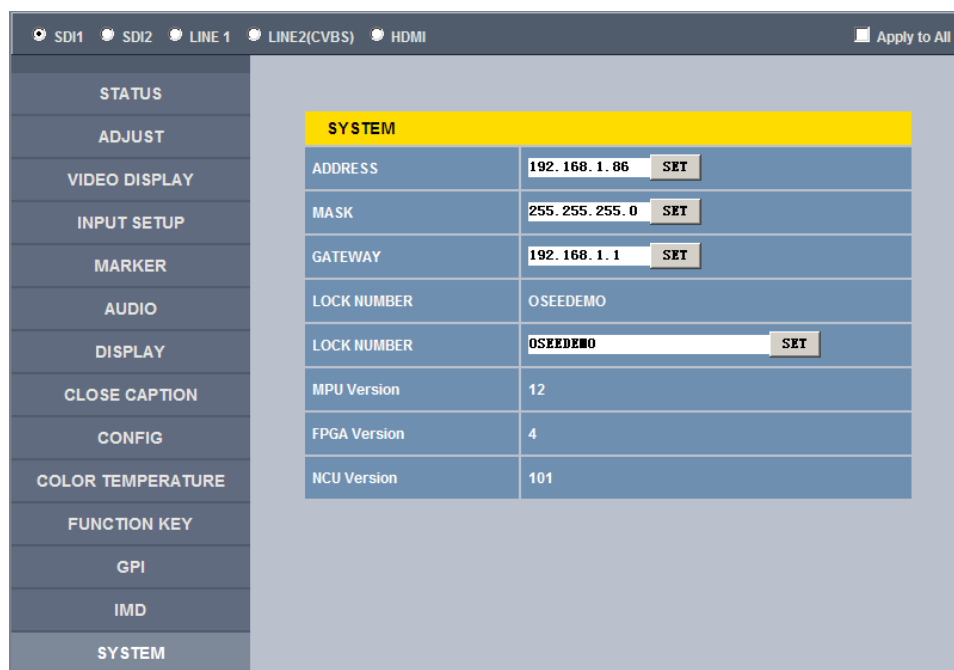 SDI1 SDI2 LINE 1 LINE2(CVBS) HDMI Apply to All
STATUS
ADJUST
VIDEO DISPLAY
INPUT SETUP
MARKER
AUDIO
DISPLAY
CLOSE CAPTION
CONFIG
COLOR TEMPERATURE
FUNCTION KEY
GPI
IMD
SYSTEM
SYSTEM
ADDRESS 192.168.1.86 SET
MASK 255.255.255.0 SET
GATEWAY 192.168.1.1 SET
LOCK NUMBER OSEEDEMO
LOCK NUMBER OSEEDEMO SET
MPU Version 12
FPGA Version 4
NCU Version 101